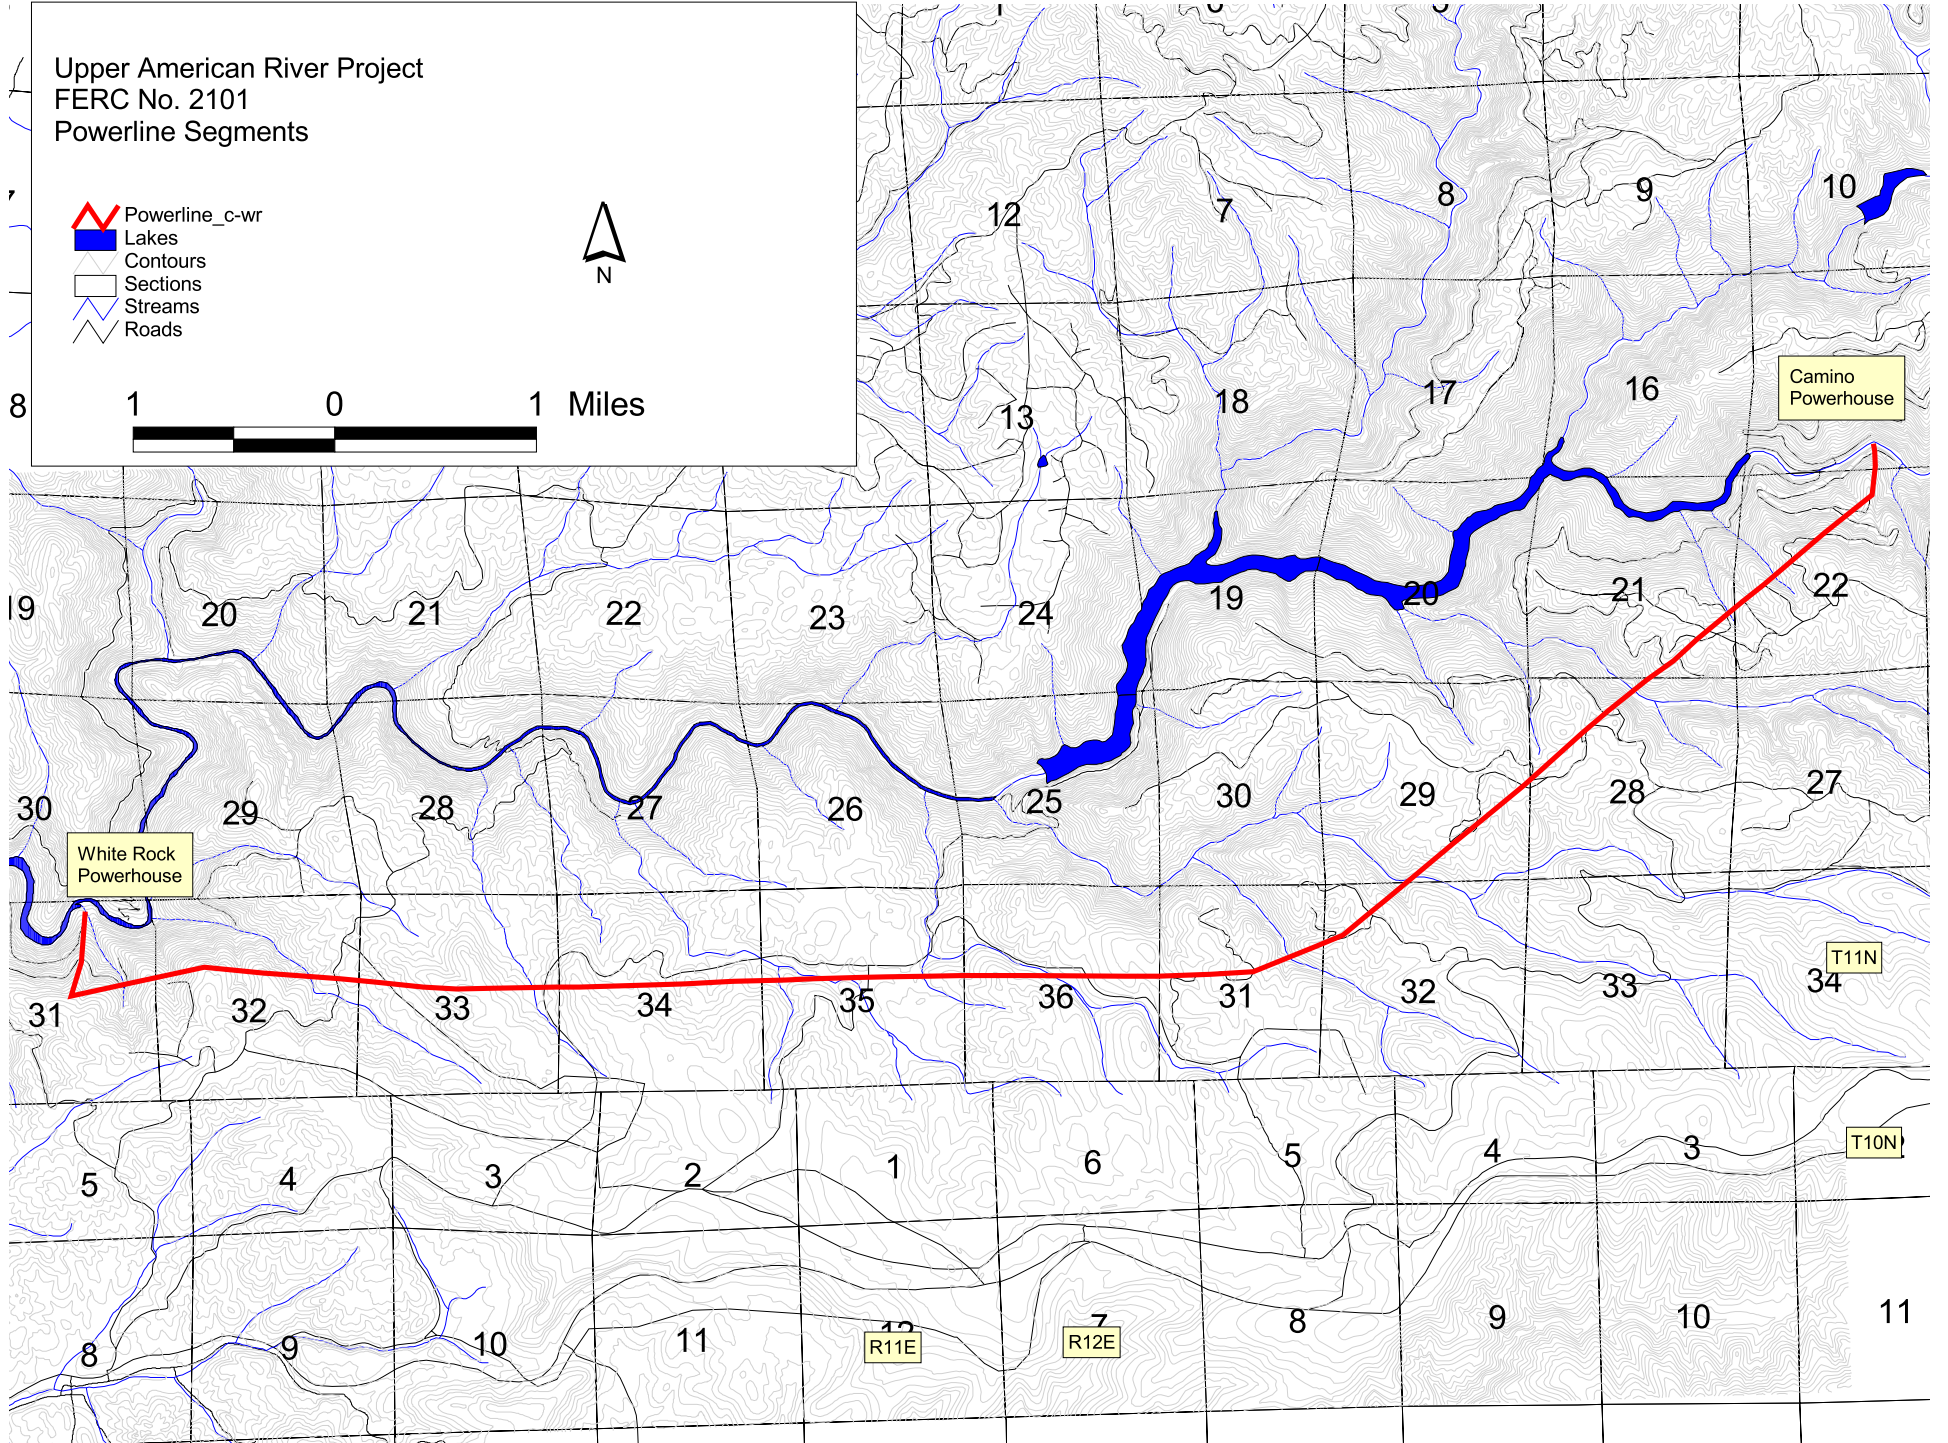 Upper American River Project
FERC No. 2101
Powerline Segments
Powerline_c-wr
Lakes
Contours
Sections
Streams
Roads
N
1 0 1 Miles
12 7 8 9 10
8 13 18 17 16
Camino
Powerhouse
19 20 21 22 23 24 19 20 21 22
30 29 28 27 26 25 30 29 28 27
White Rock
Powerhouse
31 32 33 34 35 36 31 32 33 34
T11N
5 4 3 2 1 6 5 4 3
T10N
8 9 10 11 7 8 9 10 11
R11E
R12E